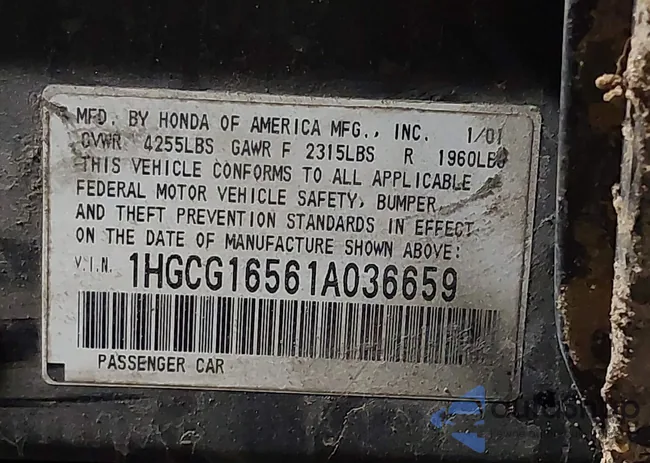 MFD. BY HONDA OF AMERICA MFG., INC. 1/01
GVWR 4255LBS GAWR F 2315LBS R 1960LBS
THIS VEHICLE CONFORMS TO ALL APPLICABLE
FEDERAL MOTOR VEHICLE SAFETY, BUMPER
AND THEFT PREVENTION STANDARDS IN EFFECT
ON THE DATE OF MANUFACTURE SHOWN ABOVE:
V.I.N. 1HGCG16561A036659
PASSENGER CAR